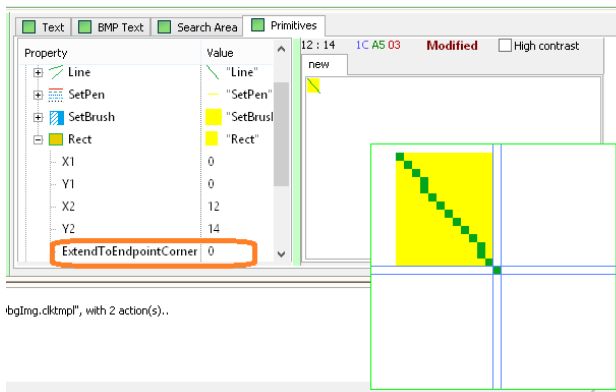 Text BMP Text Search Area Primitives
Property Value
12 : 14 1C A5 03 Modified High contrast
new
Line "Line"
SetPen "SetPen"
SetBrush "SetBrusl
Rect "Rect"
X1 0
Y1 0
X2 12
Y2 14
ExtendToEndpointCorner 0
bgImg.clktmpl", with 2 action(s)..